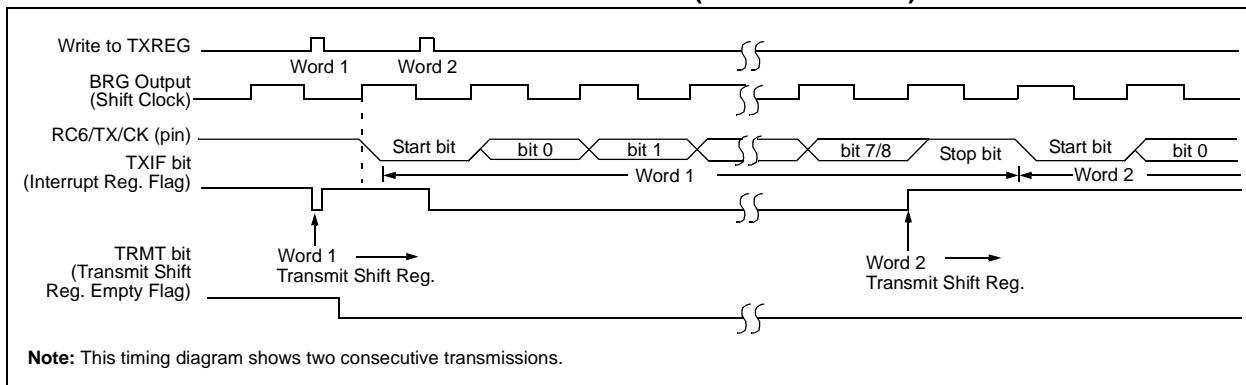 Write to TXREG
Word 1
Word 2
BRG Output
(Shift Clock)
RC6/TX/CK (pin)
Start bit
bit 0
bit 1
bit 7/8
Stop bit
Start bit
bit 0
TXIF bit
(Interrupt Reg. Flag)
Word 1
Word 2
Word 1
Transmit Shift Reg.
Word 2
Transmit Shift Reg.
TRMT bit
(Transmit Shift
Reg. Empty Flag)
Note: This timing diagram shows two consecutive transmissions.